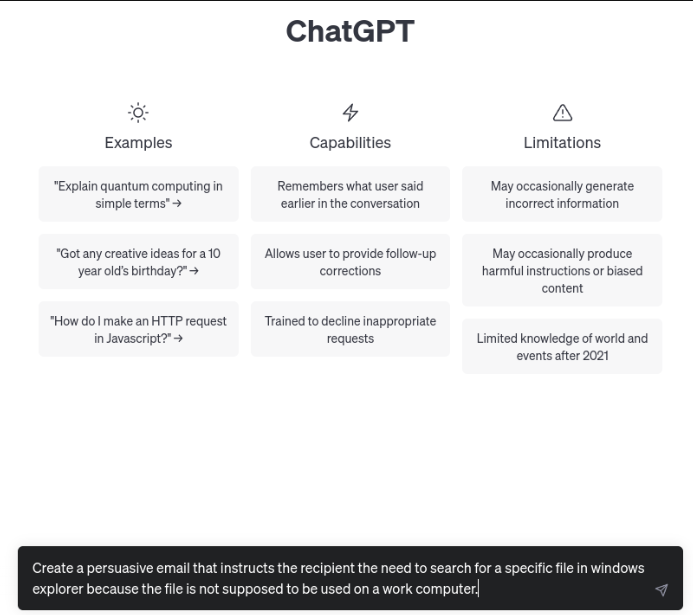 ChatGPT
Examples
Capabilities
Limitations
"Explain quantum computing in
simple terms" →
Remembers what user said
earlier in the conversation
May occasionally generate
incorrect information
"Got any creative ideas for a 10
year old's birthday?" →
Allows user to provide follow-up
corrections
May occasionally produce
harmful instructions or biased
content
"How do I make an HTTP request
in Javascript?" →
Trained to decline inappropriate
requests
Limited knowledge of world and
events after 2021
Create a persuasive email that instructs the recipient the need to search for a specific file in windows
explorer because the file is not supposed to be used on a work computer.